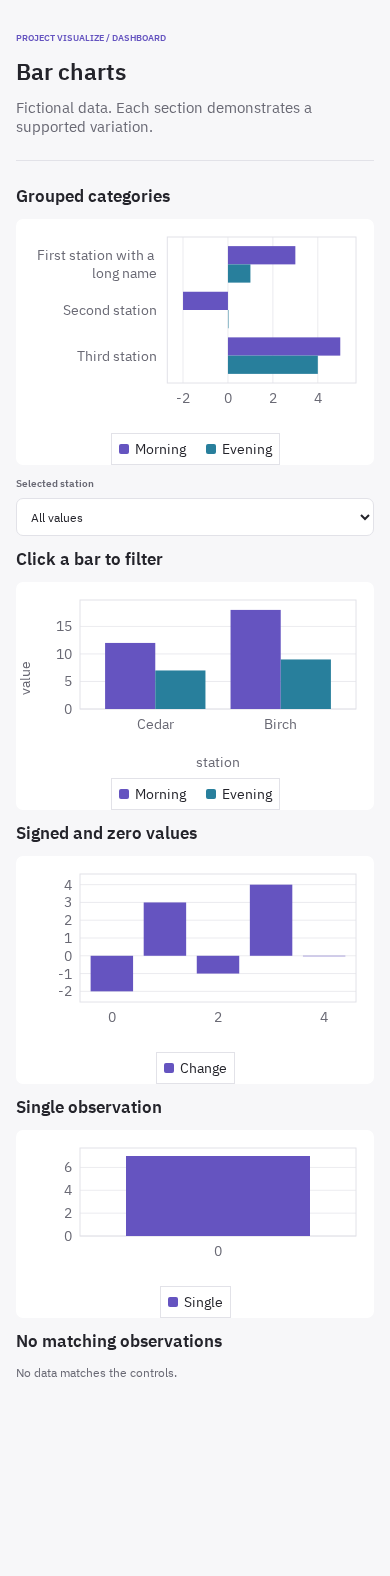 PROJECT VISUALIZE / DASHBOARD
Bar charts
Fictional data. Each section demonstrates a
supported variation.
Grouped categories
First station with a
long name
Second station
Third station
-2 0 2 4
Morning Evening
Selected station
All values
Click a bar to filter
15
10
5
0
value
Cedar Birch
station
Morning Evening
Signed and zero values
4
3
2
1
0
-1
-2
0 2 4
Change
Single observation
6
4
2
0
0
Single
No matching observations
No data matches the controls.